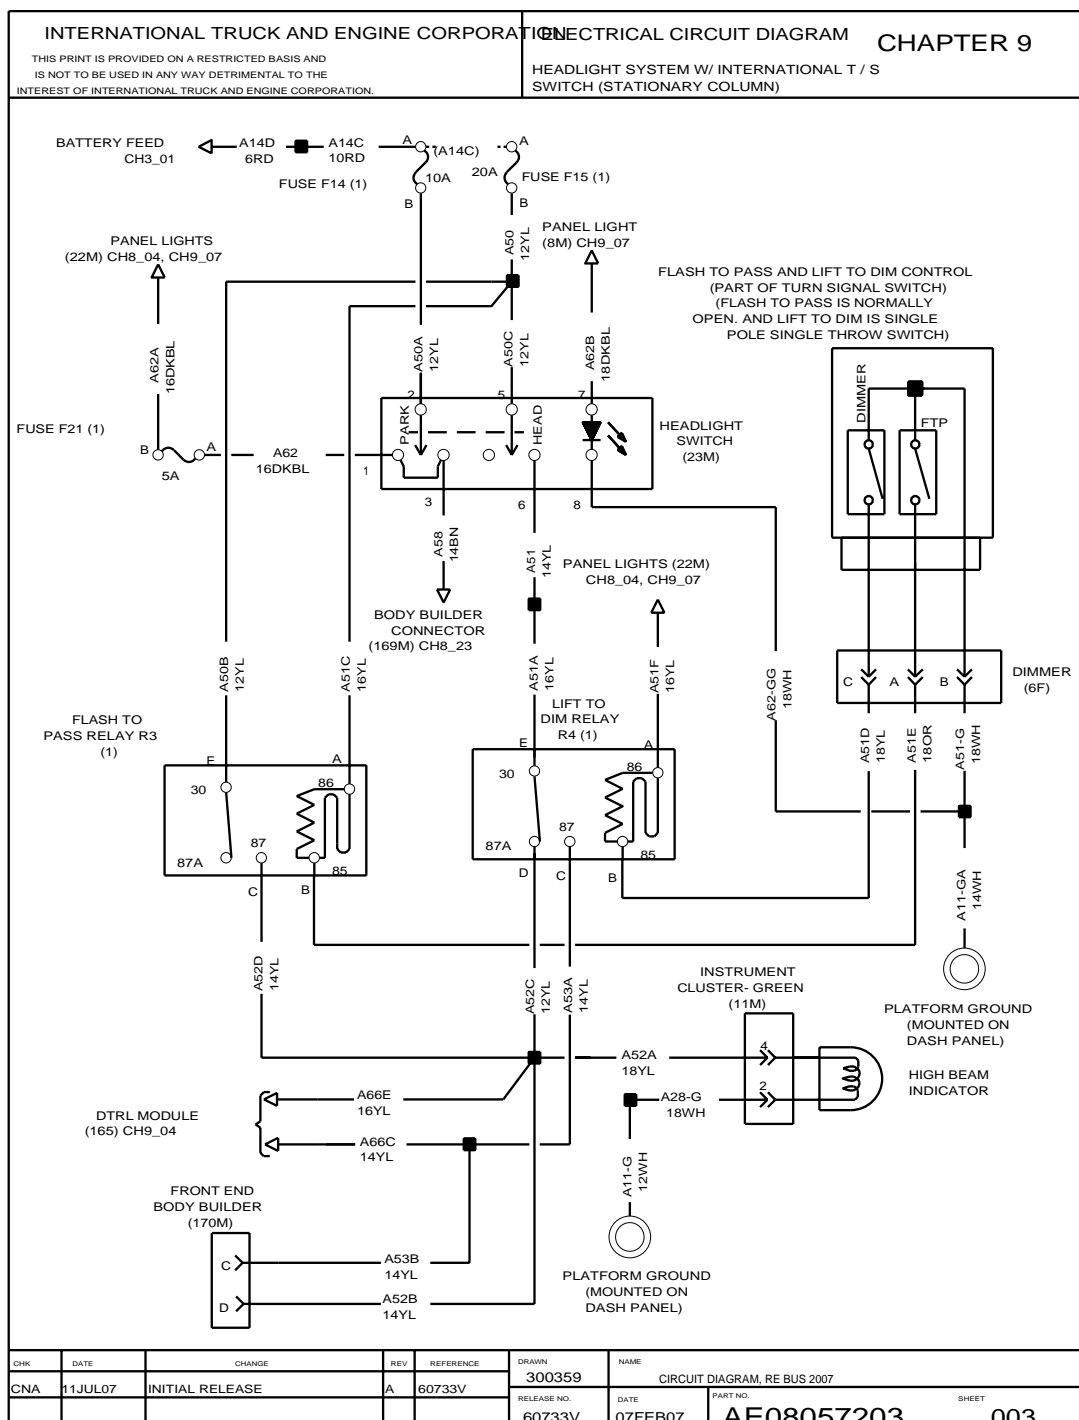 INTERNATIONAL TRUCK AND ENGINE CORPORATION
ELECTRICAL CIRCUIT DIAGRAM
CHAPTER 9
THIS PRINT IS PROVIDED ON A RESTRICTED BASIS AND
IS NOT TO BE USED IN ANY WAY DETRIMENTAL TO THE
INTEREST OF INTERNATIONAL TRUCK AND ENGINE CORPORATION.
HEADLIGHT SYSTEM W/ INTERNATIONAL T / S
SWITCH (STATIONARY COLUMN)
BATTERY FEED
CH3_01
A14D
6RD
A14C
10RD
A
(A14C)
A
FUSE F14 (1)
10A
20A
FUSE F15 (1)
B
B
PANEL LIGHTS
(22M) CH8_04, CH9_07
A50
12YL
PANEL LIGHT
(8M) CH9_07
FLASH TO PASS AND LIFT TO DIM CONTROL
(PART OF TURN SIGNAL SWITCH)
(FLASH TO PASS IS NORMALLY
OPEN. AND LIFT TO DIM IS SINGLE
POLE SINGLE THROW SWITCH)
A62A
16DKBL
A50A
12YL
A50C
12YL
A62B
18DKBL
DIMMER
FTP
FUSE F21 (1)
B
A
5A
A62
16DKBL
2
5
7
PARK
HEAD
HEADLIGHT
SWITCH
(23M)
1
3
6
8
A58
14BN
A51
14YL
PANEL LIGHTS (22M)
CH8_04, CH9_07
BODY BUILDER
CONNECTOR
(169M) CH8_23
A50B
12YL
A51C
16YL
A51A
16YL
A51F
16YL
A62-GG
18WH
C
A
B
DIMMER
(6F)
FLASH TO
PASS RELAY R3
(1)
LIFT TO
DIM RELAY
R4 (1)
A51D
18YL
A51E
18OR
A51-G
18WH
E
A
30
86
87A
87
85
C
B
E
A
30
86
87A
87
85
D
C
B
A11-GA
14WH
A52D
14YL
A52C
12YL
A53A
14YL
INSTRUMENT
CLUSTER- GREEN
(11M)
PLATFORM GROUND
(MOUNTED ON
DASH PANEL)
A52A
18YL
4
2
HIGH BEAM
INDICATOR
A66E
16YL
A28-G
18WH
DTRL MODULE
(165) CH9_04
A66C
14YL
A11-G
12WH
FRONT END
BODY BUILDER
(170M)
C
A53B
14YL
D
A52B
14YL
PLATFORM GROUND
(MOUNTED ON
DASH PANEL)
CHK DATE CHANGE REV REFERENCE
CNA 11JUL07 INITIAL RELEASE A 60733V
DRAWN
300359
NAME
CIRCUIT DIAGRAM, RE BUS 2007
RELEASE NO.
60733V
DATE
07FEB07
PART NO.
AE08057203
SHEET
003